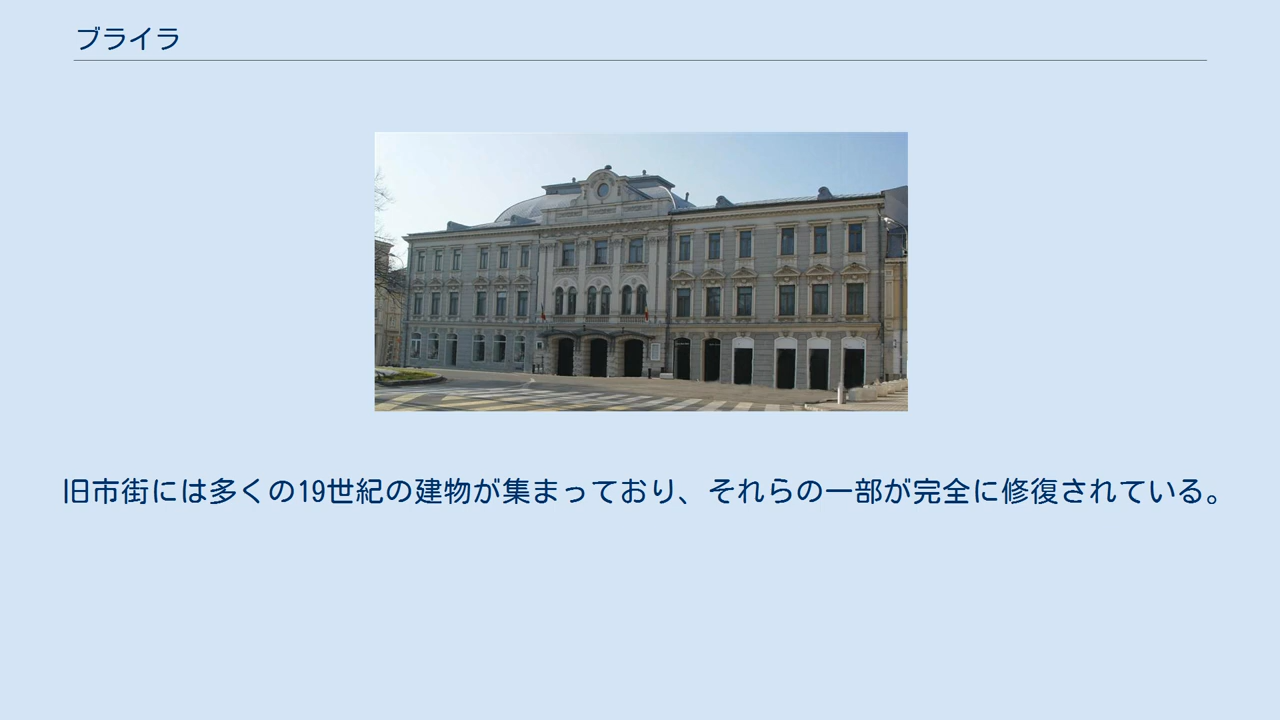 ブライラ
旧市街には多くの19世紀の建物が集まっており、それらの一部が完全に修復されている。